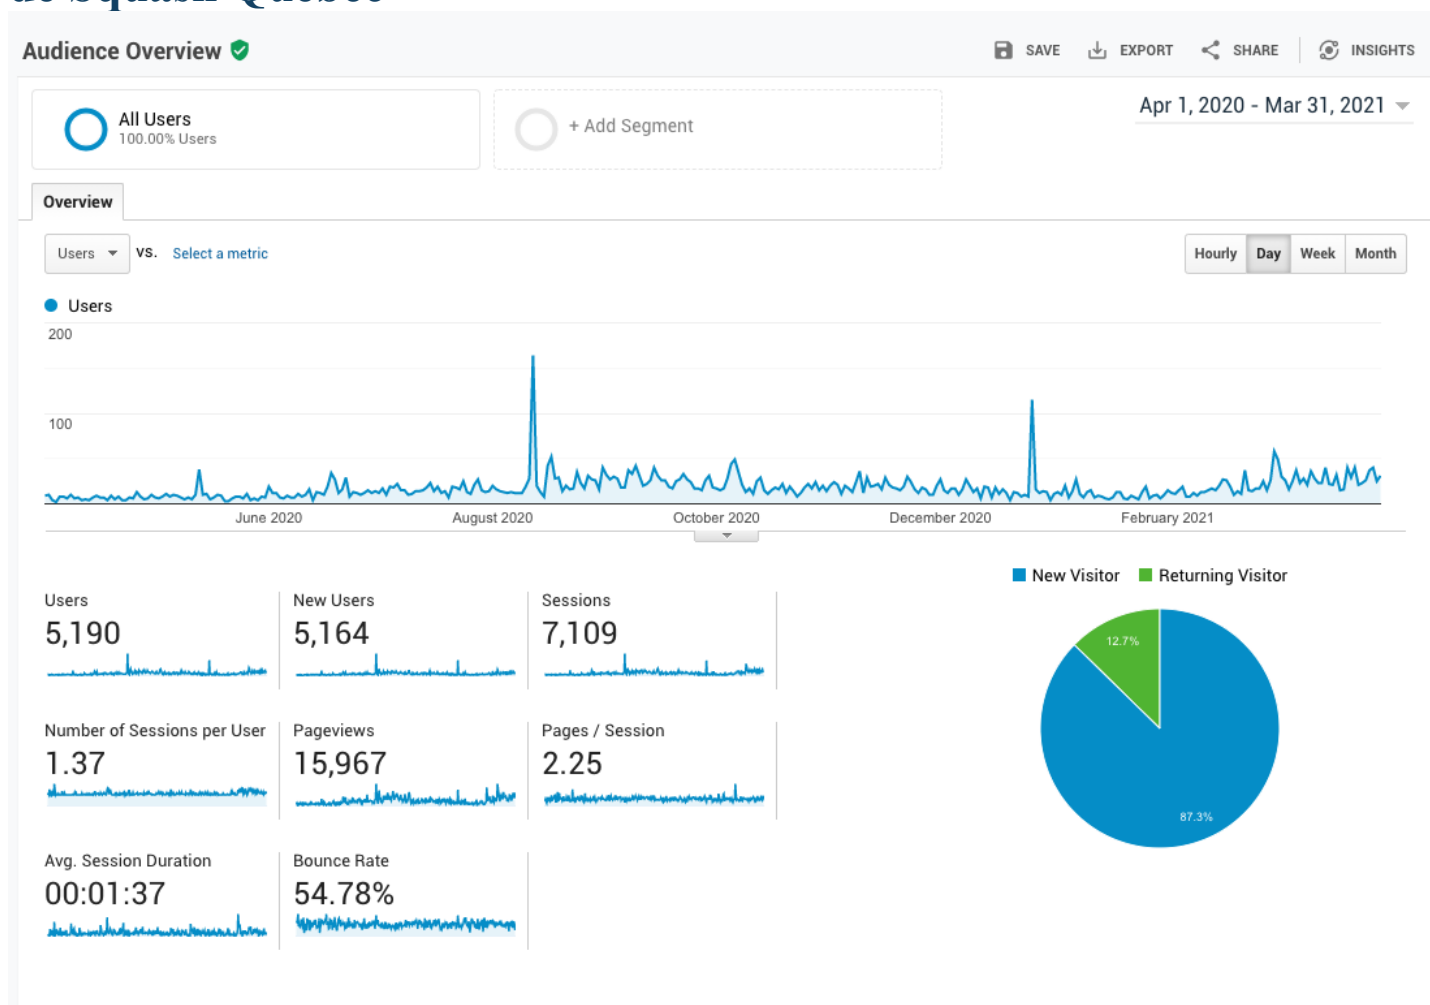 de Squash Québec
Audience Overview
SAVE
EXPORT
SHARE
INSIGHTS
All Users
100.00% Users
+ Add Segment
Apr 1, 2020 - Mar 31, 2021
Overview
Users
VS.
Select a metric
Hourly
Day
Week
Month
Users
200
100
June 2020
August 2020
October 2020
December 2020
February 2021
New Visitor
Returning Visitor
12.7%
87.3%
Users
5,190
New Users
5,164
Sessions
7,109
Number of Sessions per User
1.37
Pageviews
15,967
Pages / Session
2.25
Avg. Session Duration
00:01:37
Bounce Rate
54.78%